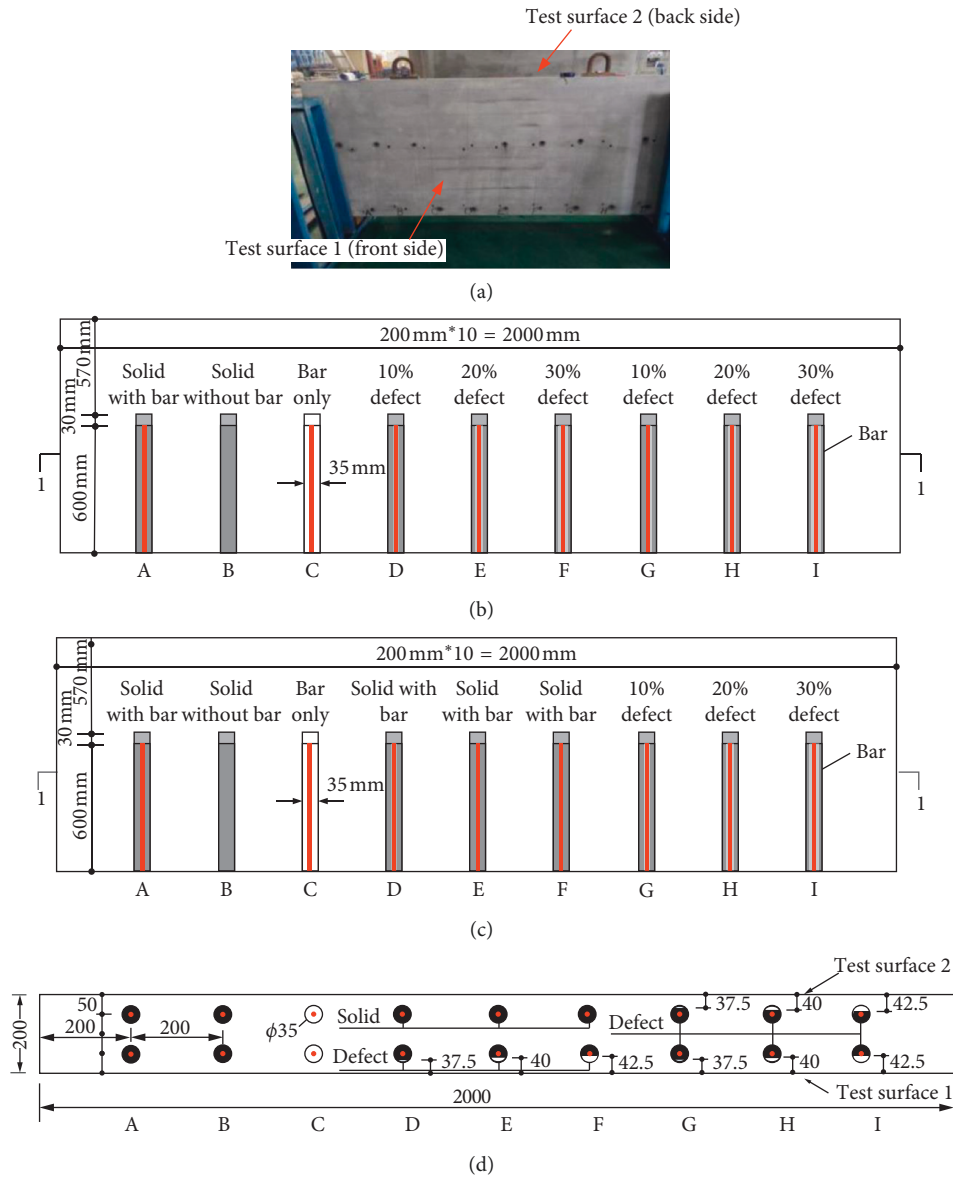 Test surface 2 (back side)
Test surface 1 (front side)
(a)
200 mm*10 = 2000 mm
570 mm
30 mm
600 mm
Solid
with bar
Solid
without bar
Bar
only
10%
defect
20%
defect
30%
defect
10%
defect
20%
defect
30%
defect
Bar
35 mm
1
1
A B C D E F G H I
(b)
200 mm*10 = 2000 mm
570 mm
30 mm
600 mm
Solid
with bar
Solid
without bar
Bar
only
Solid with
bar
Solid
with bar
Solid
with bar
10%
defect
20%
defect
30%
defect
Bar
35 mm
1
1
A B C D E F G H I
(c)
Test surface 2
50
37.5
40
42.5
200
200
200
ϕ35
Solid
Defect
Defect
37.5
40
42.5
37.5
40
42.5
Test surface 1
2000
A B C D E F G H I
(d)